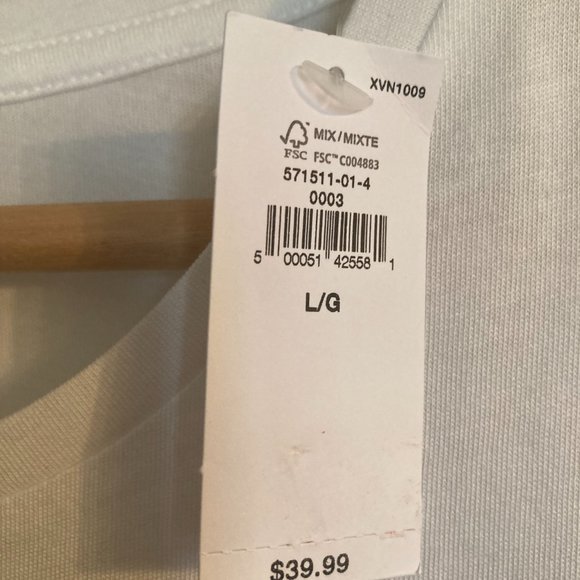 XVN1009
MIX/MIXTE
FSC FSC™ C004883
571511-01-4
0003
5 00051 42558 1
L/G
$39.99